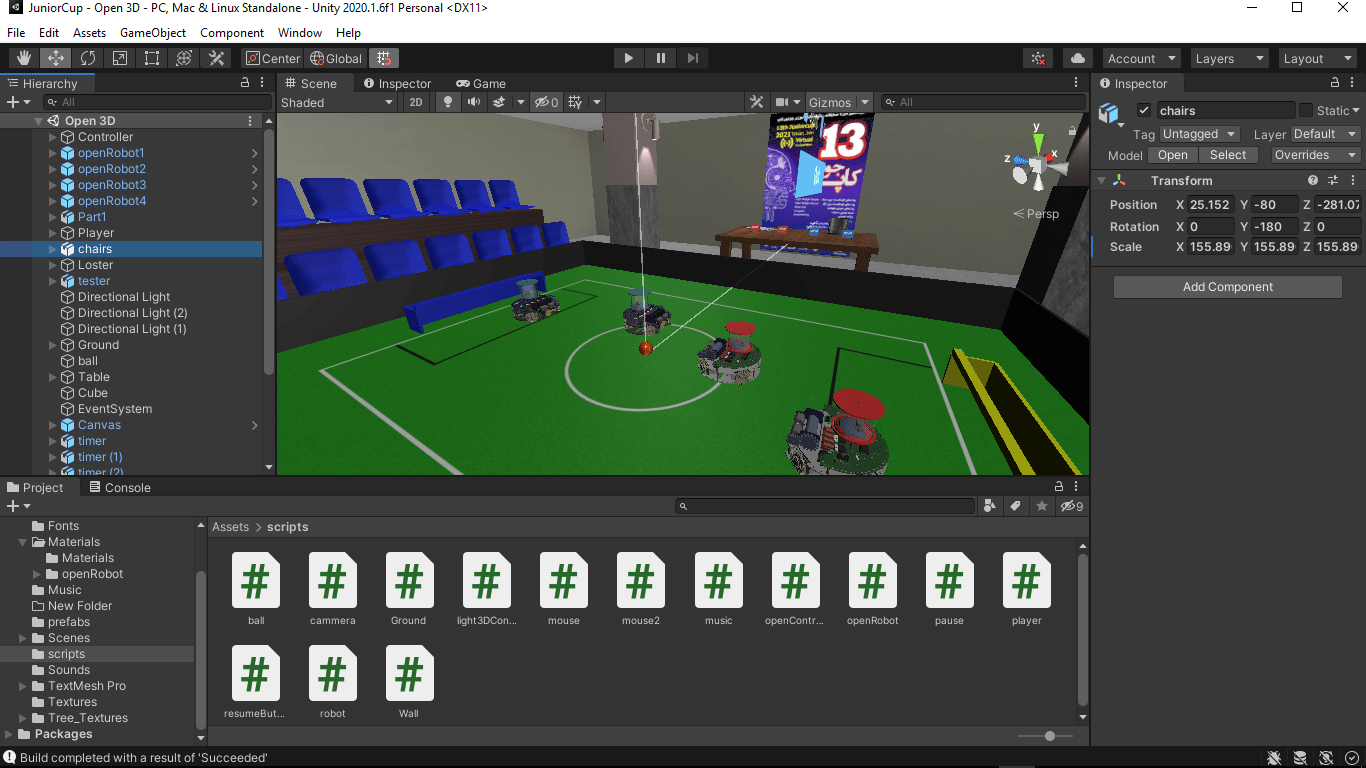 JuniorCup - Open 3D - PC, Mac & Linux Standalone - Unity 2020.1.6f1 Personal <DX11>
File Edit Assets GameObject Component Window Help
Center Global Account Layers Layout
Hierarchy
All
Open 3D
Controller
openRobot1
openRobot2
openRobot3
openRobot4
Part1
Player
chairs
Loster
tester
Directional Light
Directional Light (2)
Directional Light (1)
Ground
ball
Table
Cube
EventSystem
Canvas
timer
timer (1)
timer (2)
Scene Inspector Game
Shaded 2D 0 Gizmos All
13th Juniorcup
2021
Virtual
13
جونیور
کاپ
y
z x
Persp
Inspector
chairs Static
Tag Untagged Layer Default
Model Open Select Overrides
Transform
Position X 25.152 Y -80 Z -281.07
Rotation X 0 Y -180 Z 0
Scale X 155.89 Y 155.89 Z 155.89
Add Component
Project Console
9
Fonts
Materials
Materials
openRobot
Music
New Folder
prefabs
Scenes
scripts
Sounds
TextMesh Pro
Textures
Tree_Textures
Packages
Assets > scripts
# # # # # # # # # # #
ball cammera Ground light3DCon... mouse mouse2 music openContr... openRobot pause player
# # #
resumeBut... robot Wall
Build completed with a result of 'Succeeded'